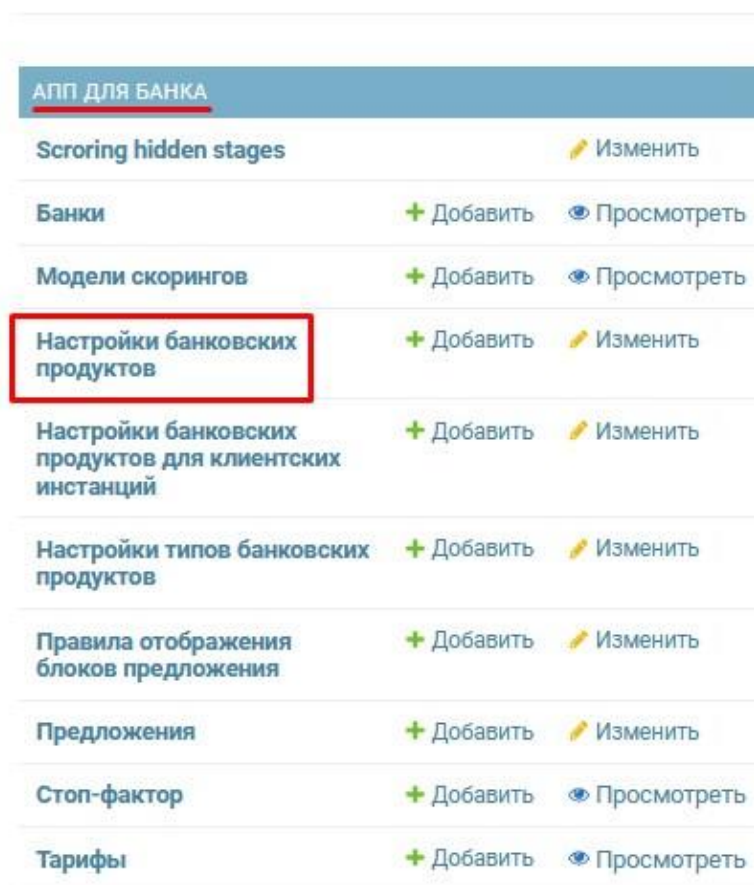 АПП ДЛЯ БАНКА
Scroring hidden stages Изменить
Банки Добавить Просмотреть
Модели скорингов Добавить Просмотреть
Настройки банковских Добавить Изменить
продуктов
Настройки банковских Добавить Изменить
продуктов для клиентских
инстанций
Настройки типов банковских Добавить Изменить
продуктов
Правила отображения Добавить Изменить
блоков предложения
Предложения Добавить Изменить
Стоп-фактор Добавить Просмотреть
Тарифы Добавить Просмотреть